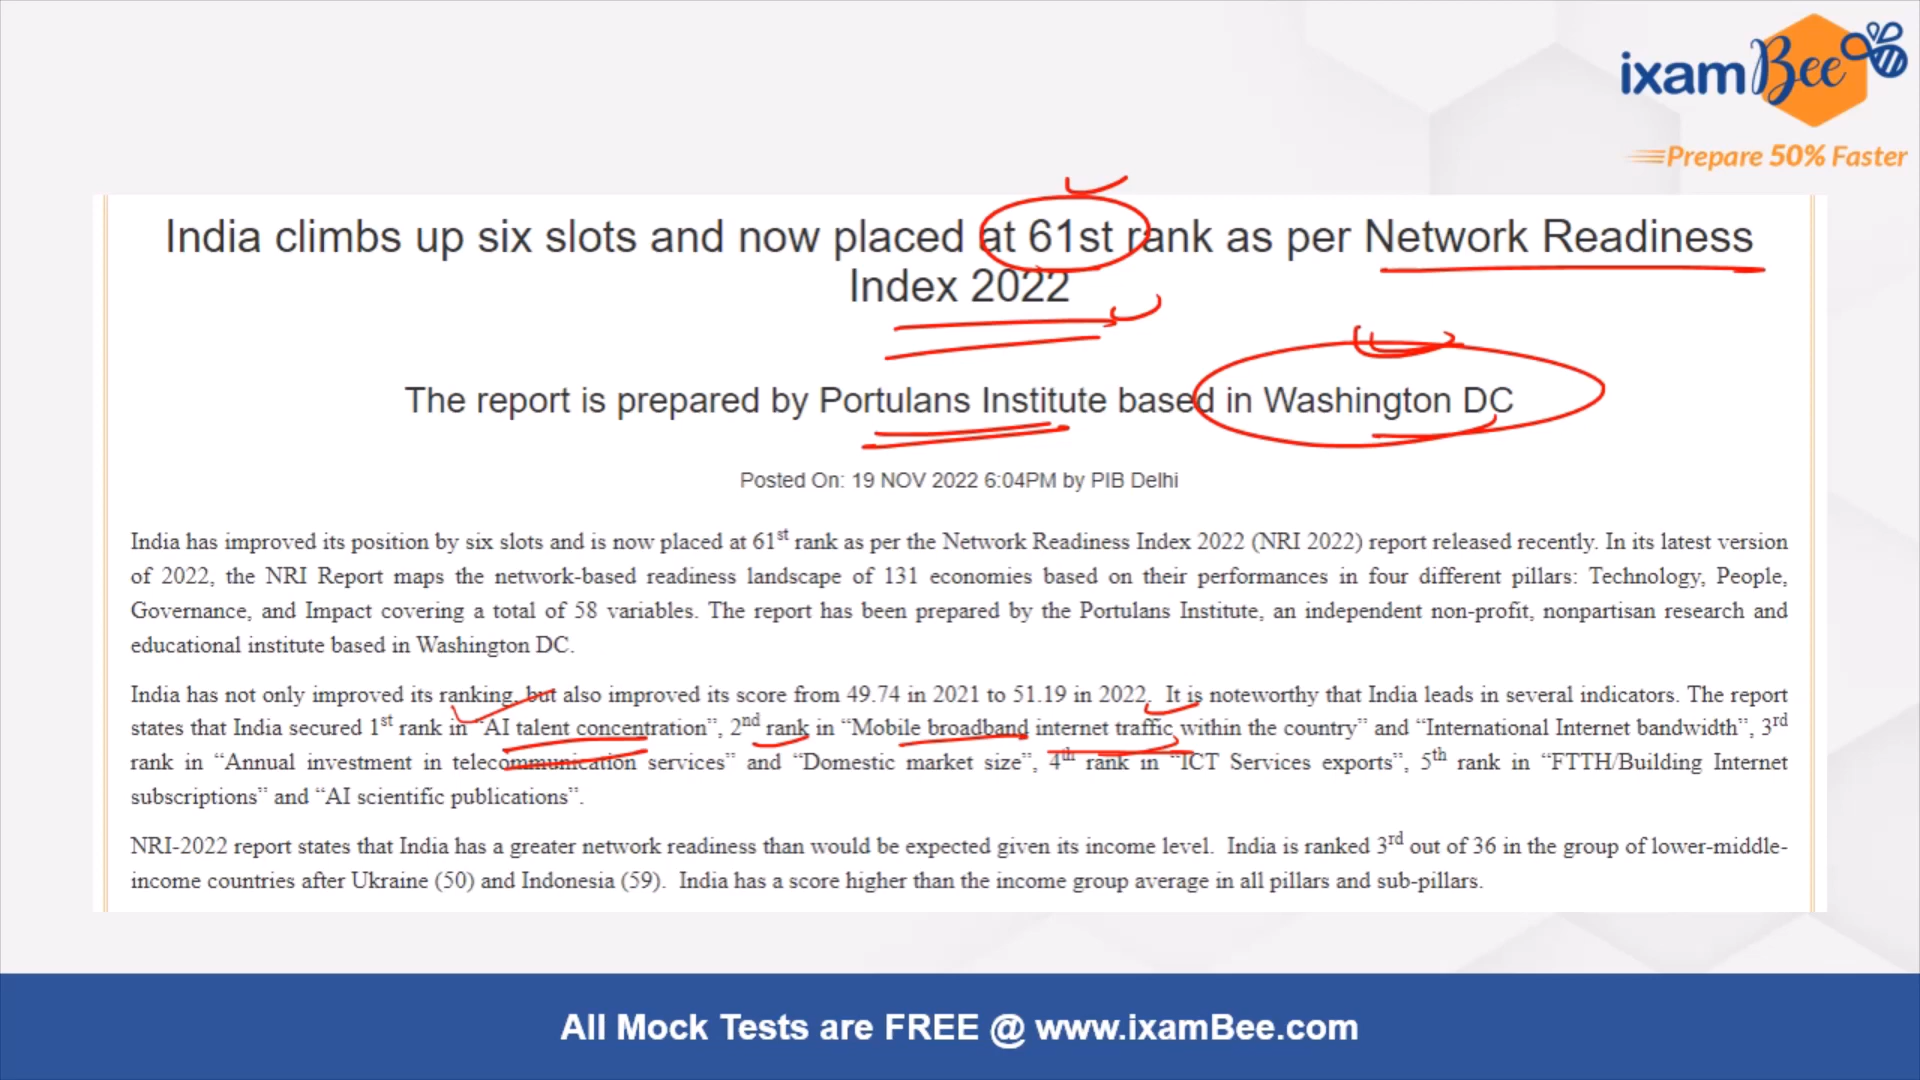 ixamBee
Prepare 50% Faster
India climbs up six slots and now placed at 61st rank as per Network Readiness
Index 2022
The report is prepared by Portulans Institute based in Washington DC
Posted On: 19 NOV 2022 6:04PM by PIB Delhi
India has improved its position by six slots and is now placed at 61st rank as per the Network Readiness Index 2022 (NRI 2022) report released recently. In its latest version
of 2022, the NRI Report maps the network-based readiness landscape of 131 economies based on their performances in four different pillars: Technology, People,
Governance, and Impact covering a total of 58 variables. The report has been prepared by the Portulans Institute, an independent non-profit, nonpartisan research and
educational institute based in Washington DC.
India has not only improved its ranking, but also improved its score from 49.74 in 2021 to 51.19 in 2022. It is noteworthy that India leads in several indicators. The report
states that India secured 1st rank in “AI talent concentration”, 2nd rank in “Mobile broadband internet traffic within the country” and “International Internet bandwidth”, 3rd
rank in “Annual investment in telecommunication services” and “Domestic market size”, 4th rank in “ICT Services exports”, 5th rank in “FTTH/Building Internet
subscriptions” and “AI scientific publications”.
NRI-2022 report states that India has a greater network readiness than would be expected given its income level. India is ranked 3rd out of 36 in the group of lower-middle-
income countries after Ukraine (50) and Indonesia (59). India has a score higher than the income group average in all pillars and sub-pillars.
All Mock Tests are FREE @ www.ixamBee.com